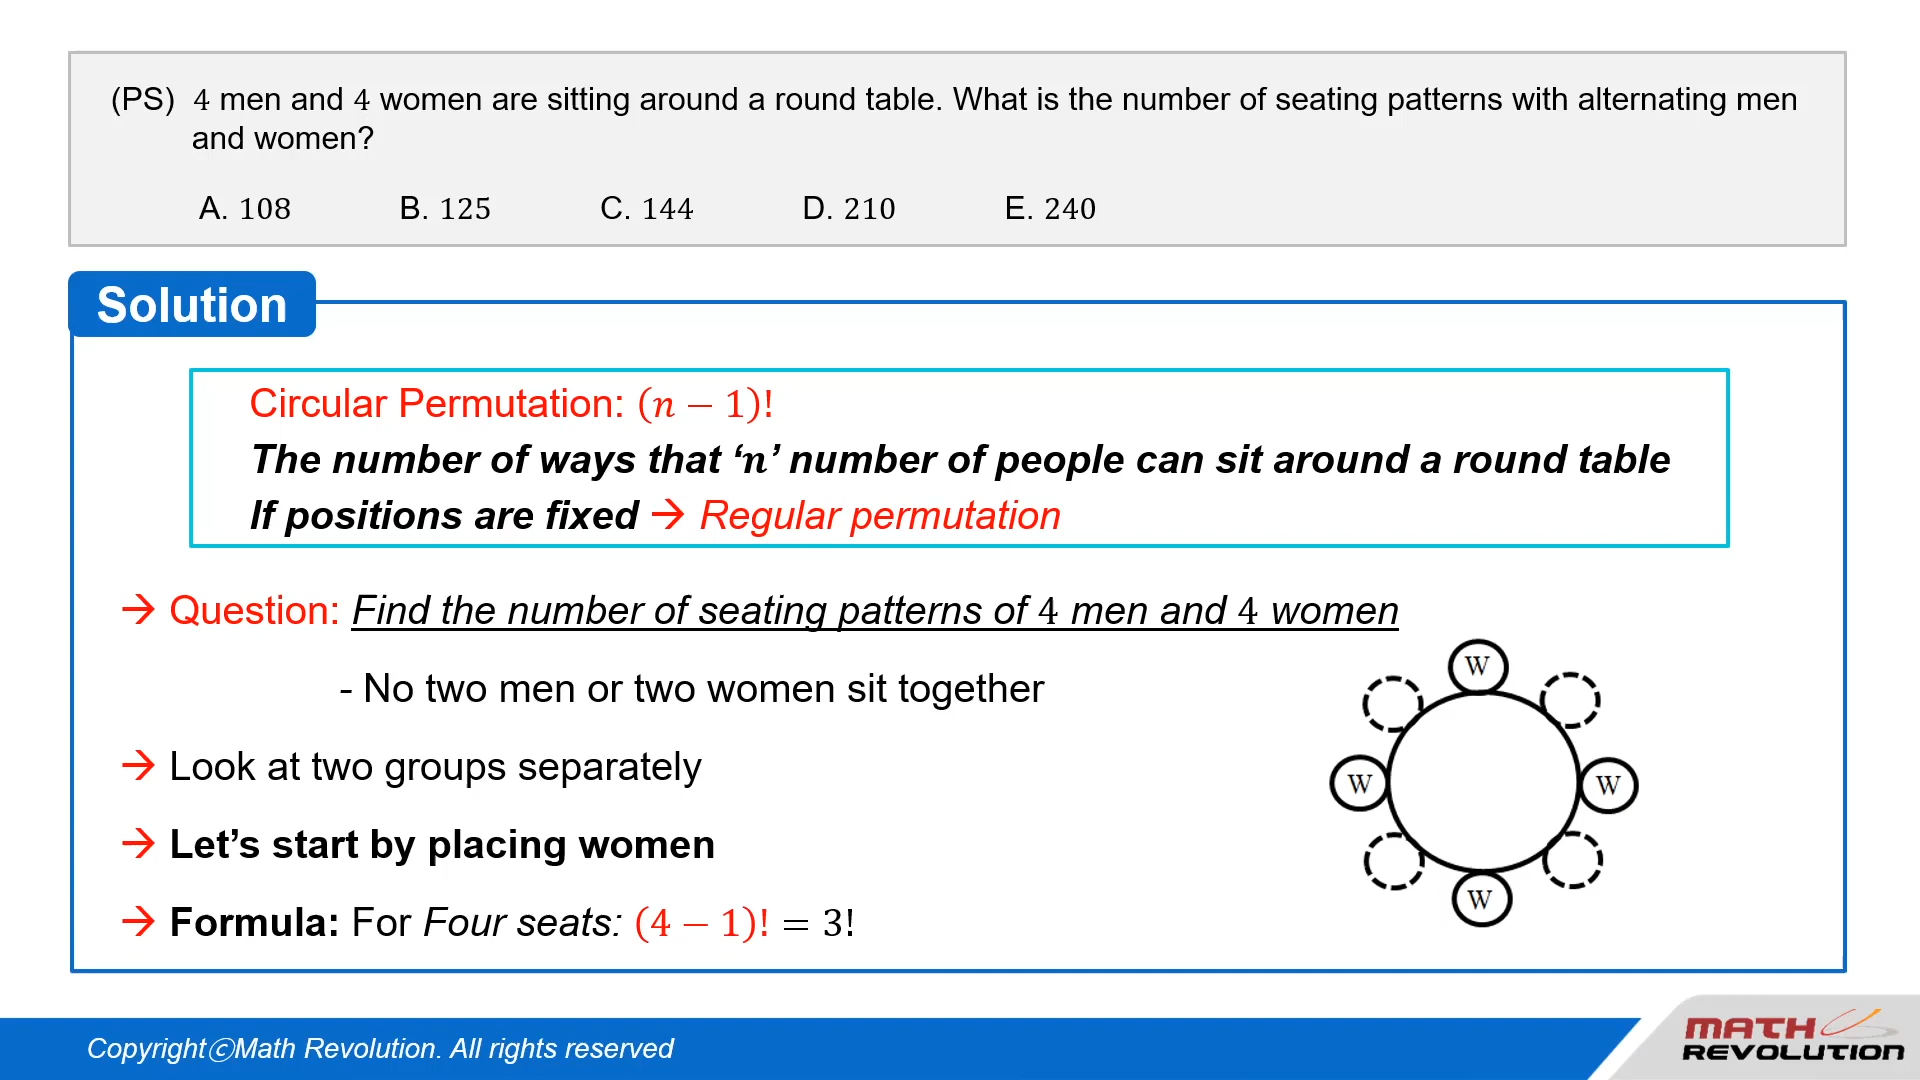 (PS) 4 men and 4 women are sitting around a round table. What is the number of seating patterns with alternating men
and women?
A. 108 B. 125 C. 144 D. 210 E. 240
Solution
Circular Permutation: (n − 1)!
The number of ways that ‘n’ number of people can sit around a round table
If positions are fixed → Regular permutation
→ Question: Find the number of seating patterns of 4 men and 4 women
- No two men or two women sit together
→ Look at two groups separately
→ Let’s start by placing women
→ Formula: For Four seats: (4 − 1)! = 3!
W
W
W
W
Copyrightⓒ​Math Revolution. All rights reserved
MATH
REVOLUTION